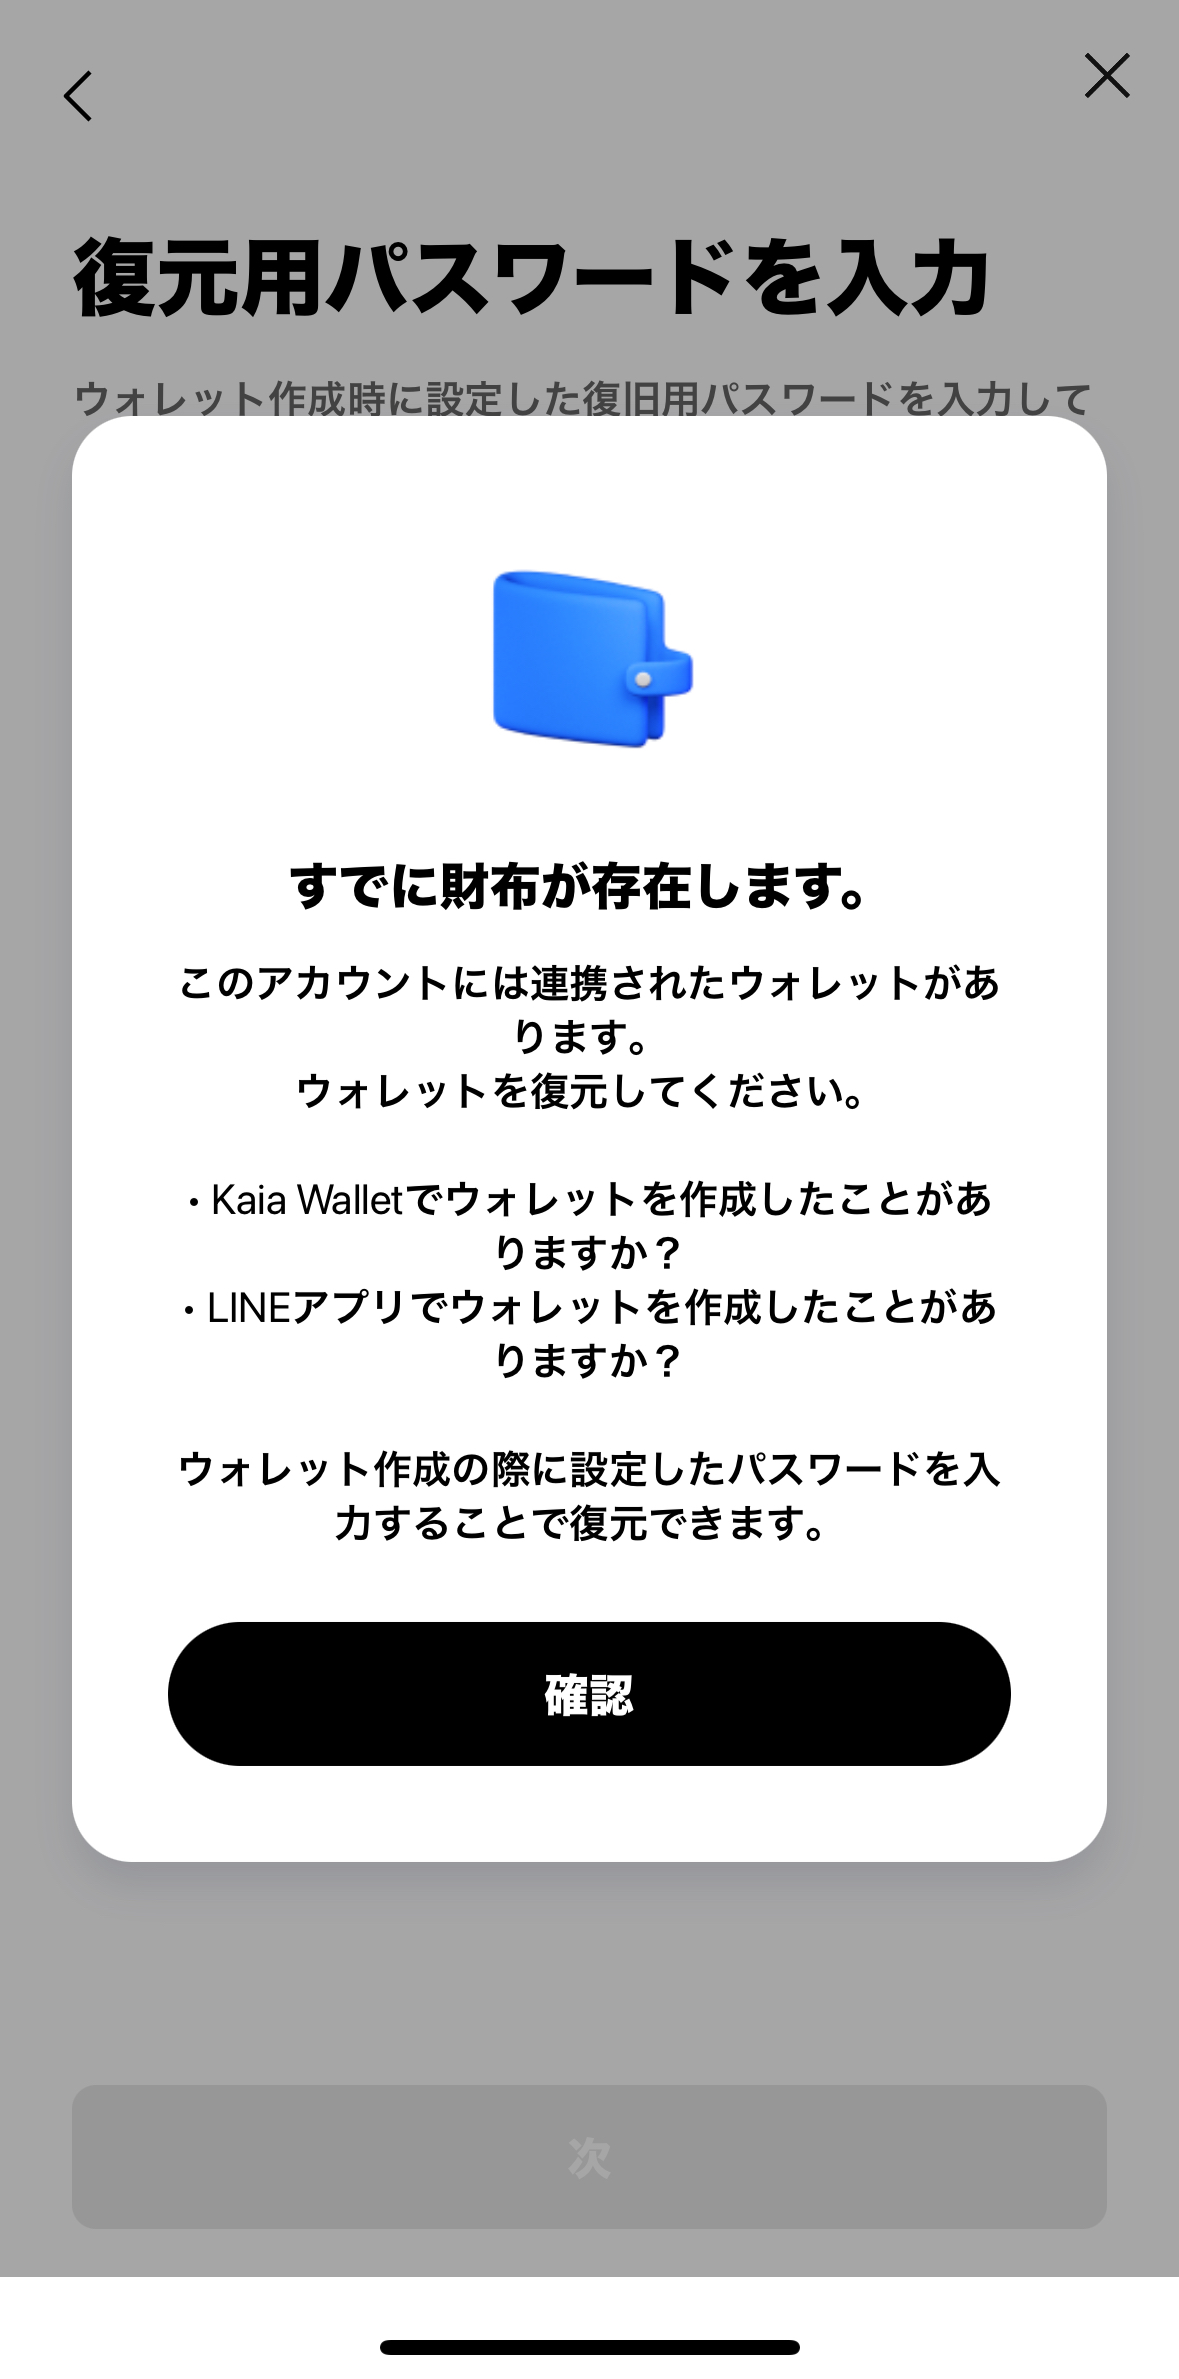 復元用パスワードを入力
ウォレット作成時に設定した復旧用パスワードを入力して
すでに財布が存在します。
このアカウントには連携されたウォレットがあ
ります。
ウォレットを復元してください。
・Kaia Walletでウォレットを作成したことがあ
りますか？
・LINEアプリでウォレットを作成したことがあ
りますか？
ウォレット作成の際に設定したパスワードを入
力することで復元できます。
確認
次